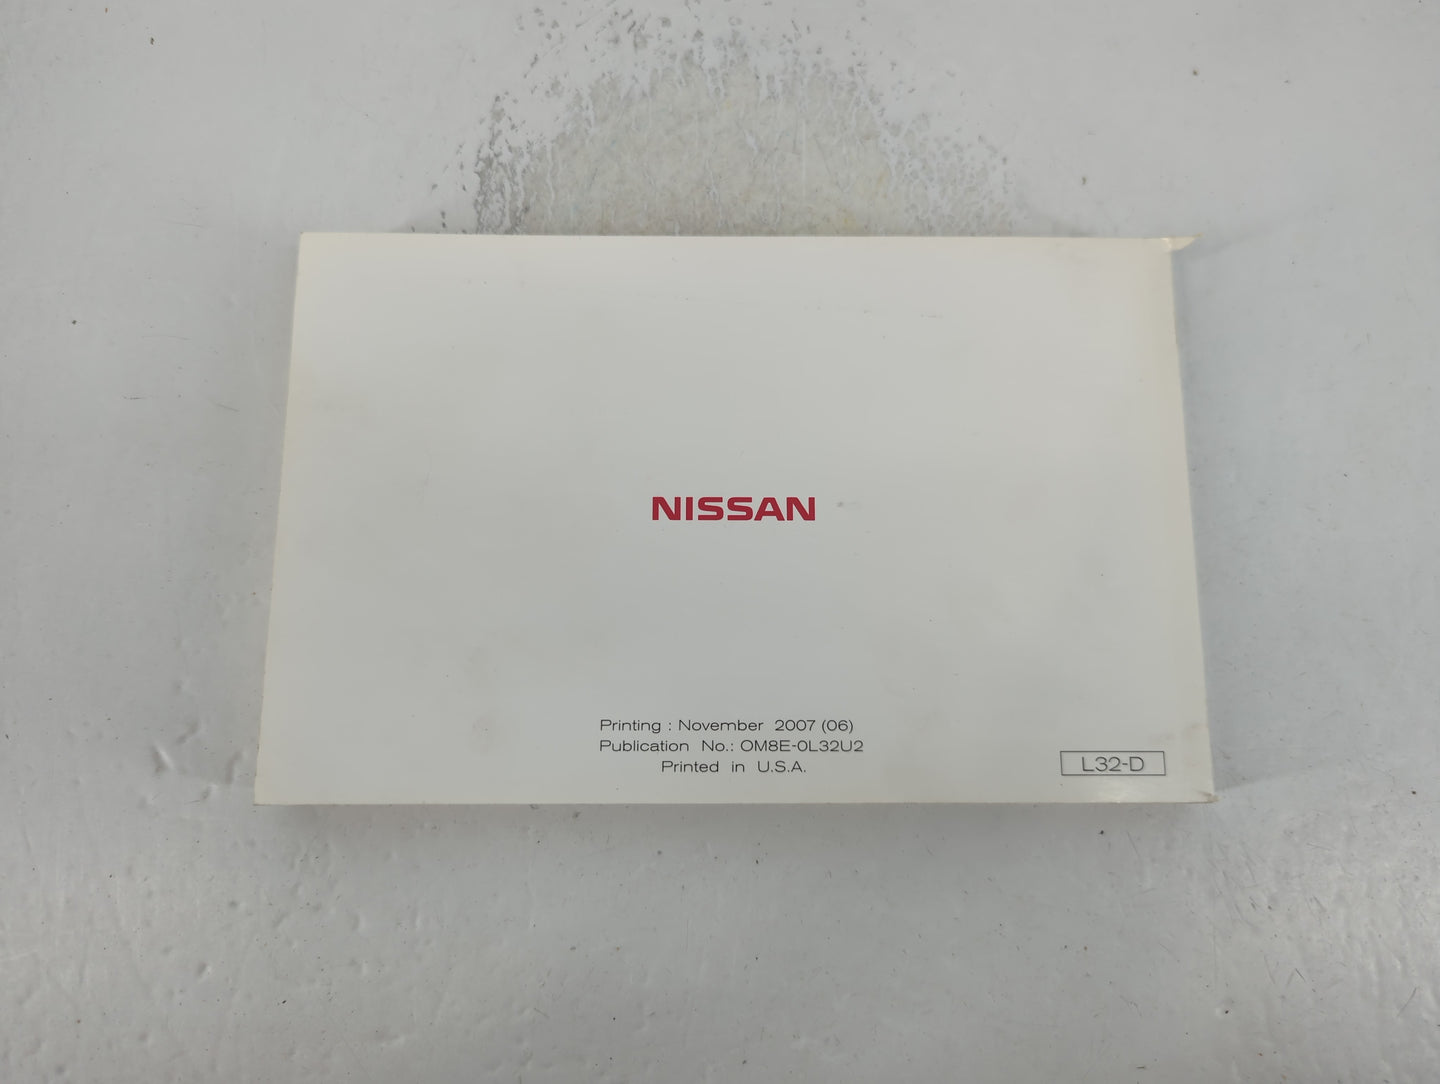 NISSAN
Printing : November 2007 (06)
Publication No.: OM8E-0L32U2
Printed in U.S.A.
L32-D